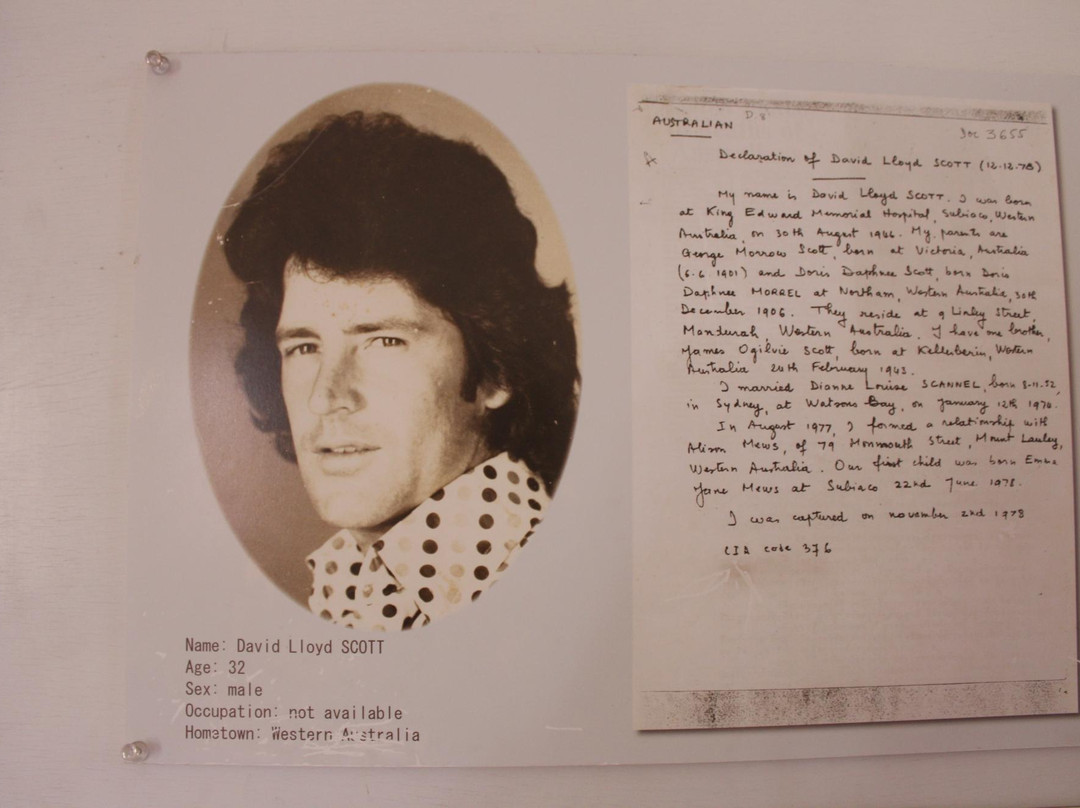 Name: David Lloyd SCOTT
Age: 32
Sex: male
Occupation: not available
Hometown: Western Australia
AUSTRALIAN
D.8
Doc 3655
Declaration of David Lloyd SCOTT (12.12.78)
My name is David Lloyd SCOTT. I was born
at King Edward Memorial Hospital, Subiaco, Western
Australia, on 30th August 1946. My parents are
George Morrow Scott, born at Victoria, Australia
(6.6.1901) and Doris Daphnee Scott, born Doris
Daphnee MORREL at Northam, Western Australia, 30th
December 1906. They reside at 9 Linley Street,
Mandurah, Western Australia. I have one brother,
James Ogilvie Scott, born at Kellerberin, Western
Australia 24th February 1943.
I married Dianne Louise SCANNEL, born 8.11.52,
in Sydney, at Watsons Bay, on January 12th
In August 1977, I formed a relationship with
Alison Mews, of 79 Monmouth Street, Mount Lawley,
Western Australia. Our first child was born Emma
Jane Mews at Subiaco 22nd June 1978.
I was captured on november 2nd 1978
CIA code 376